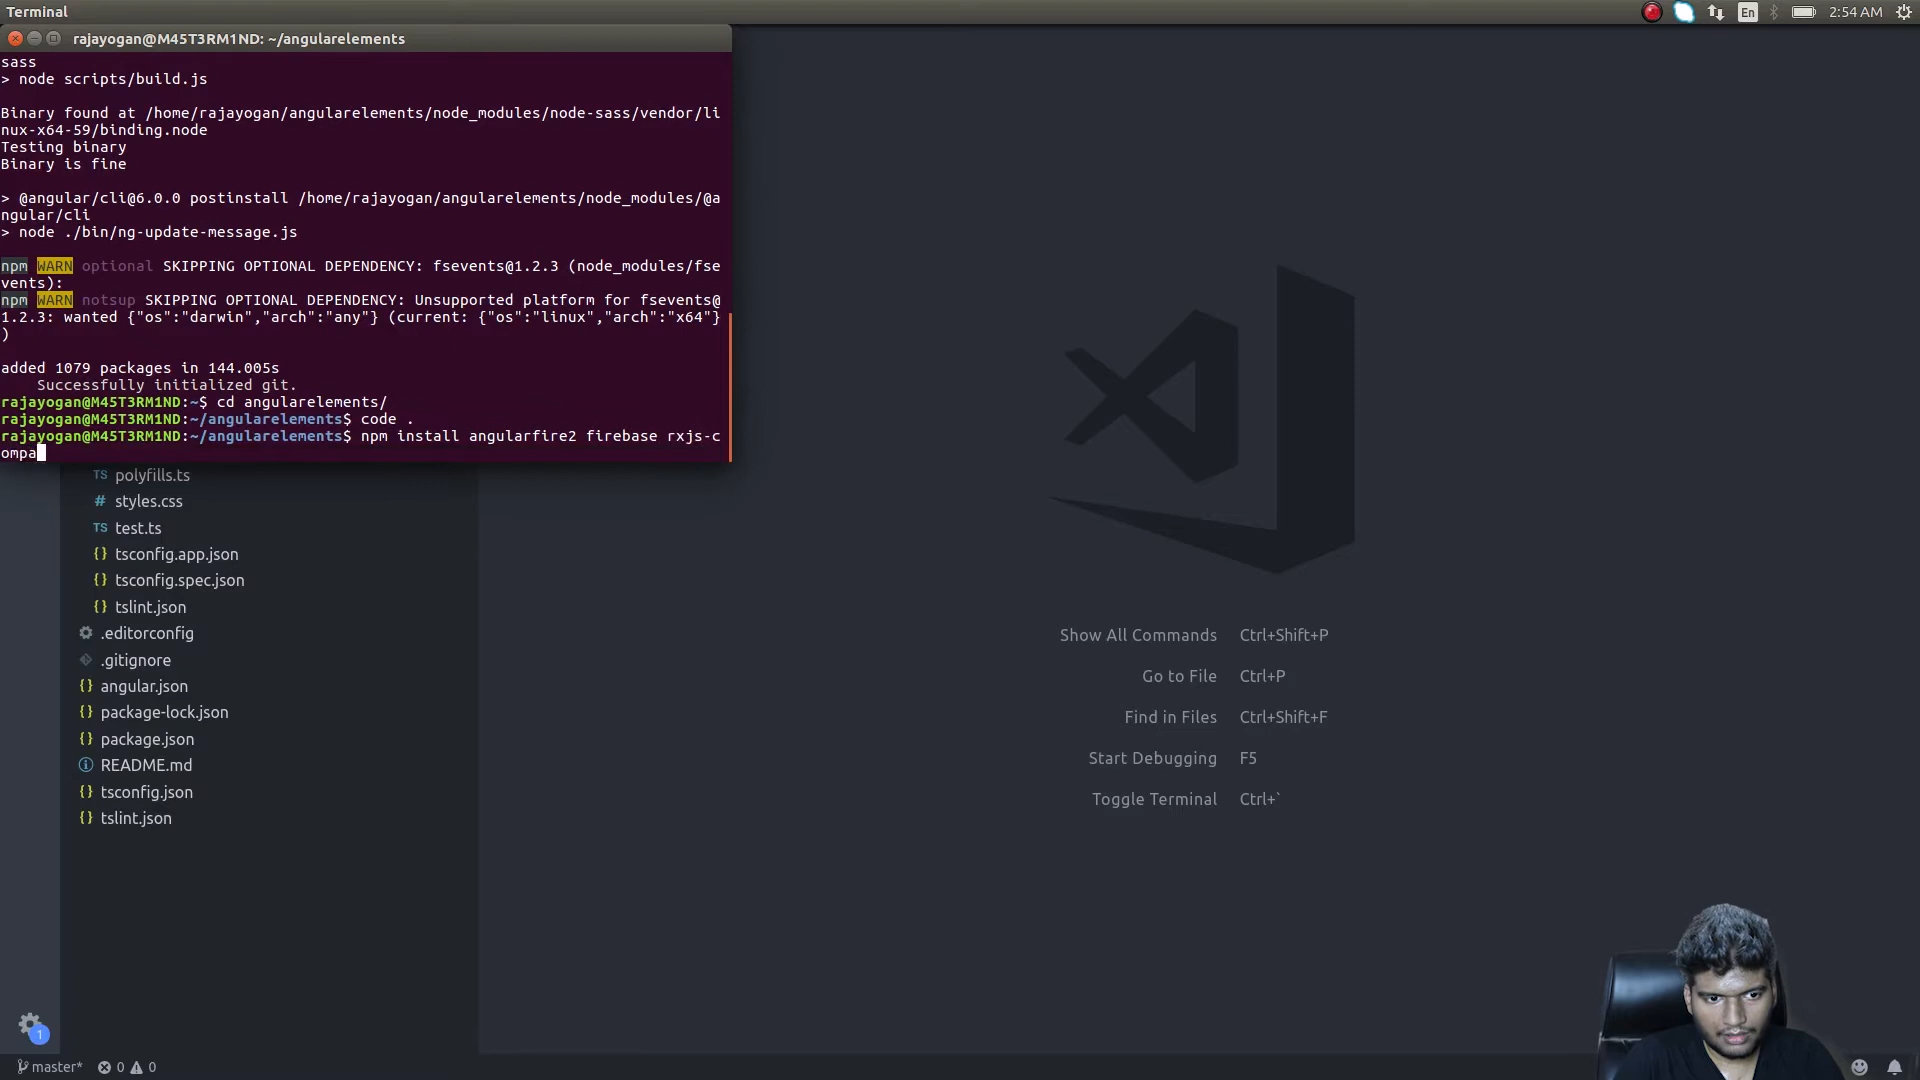 Terminal
En
2:54 AM
rajayogan@M45T3RM1ND: ~/angularelements
sass
> node scripts/build.js
Binary found at /home/rajayogan/angularelements/node_modules/node-sass/vendor/li
nux-x64-59/binding.node
Testing binary
Binary is fine
> @angular/cli@6.0.0 postinstall /home/rajayogan/angularelements/node_modules/@a
ngular/cli
> node ./bin/ng-update-message.js
npm WARN optional SKIPPING OPTIONAL DEPENDENCY: fsevents@1.2.3 (node_modules/fse
vents):
npm WARN notsup SKIPPING OPTIONAL DEPENDENCY: Unsupported platform for fsevents@
1.2.3: wanted {"os":"darwin","arch":"any"} (current: {"os":"linux","arch":"x64"}
)
added 1079 packages in 144.005s
Successfully initialized git.
rajayogan@M45T3RM1ND:~$ cd angularelements/
rajayogan@M45T3RM1ND:~/angularelements$ code .
rajayogan@M45T3RM1ND:~/angularelements$ npm install angularfire2 firebase rxjs-c
ompa
TS polyfills.ts
# styles.css
TS test.ts
{} tsconfig.app.json
{} tsconfig.spec.json
{} tslint.json
.editorconfig
.gitignore
{} angular.json
{} package-lock.json
{} package.json
README.md
{} tsconfig.json
{} tslint.json
Show All Commands Ctrl+Shift+P
Go to File Ctrl+P
Find in Files Ctrl+Shift+F
Start Debugging F5
Toggle Terminal Ctrl+`
1
master* 0 0